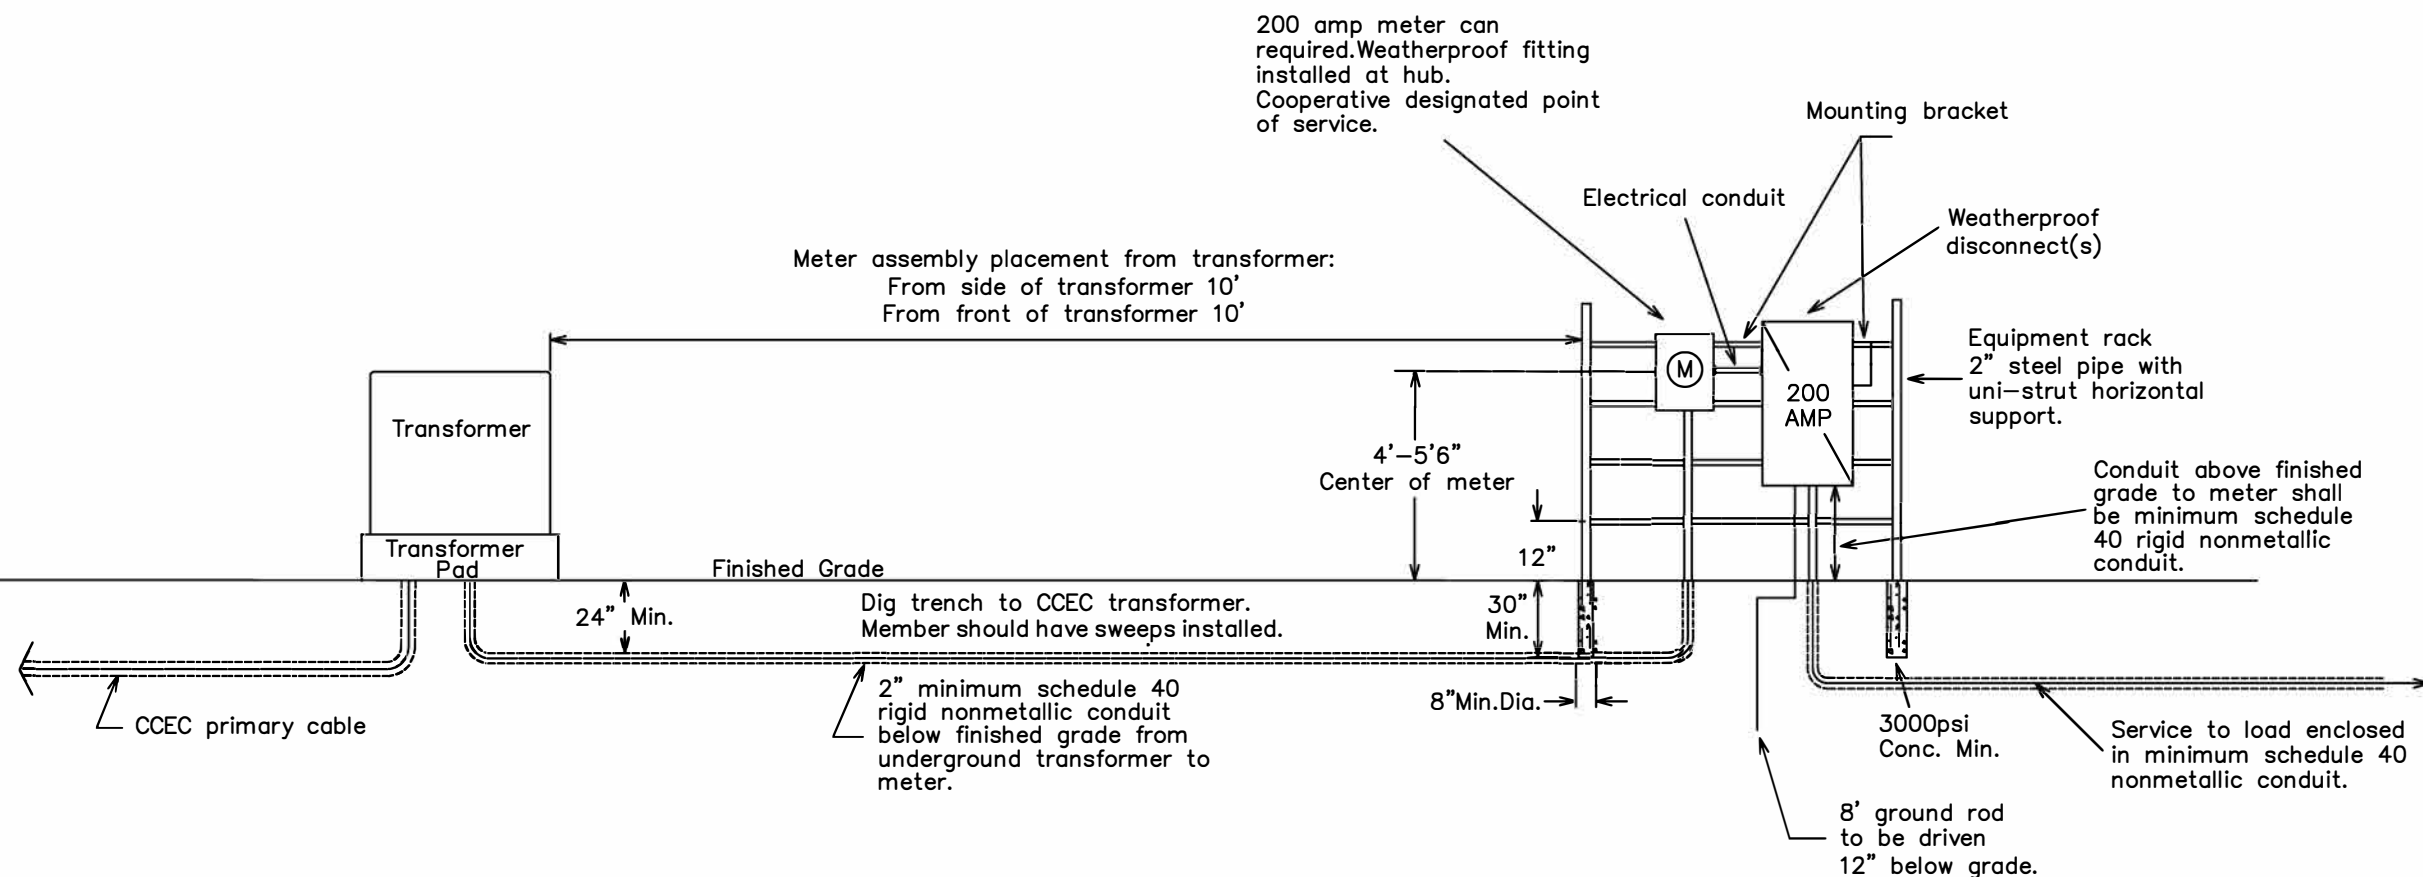 200 amp meter can
required.Weatherproof fitting
installed at hub.
Cooperative designated point
of service.
Mounting bracket
Electrical conduit
Weatherproof
disconnect(s)
Meter assembly placement from transformer:
From side of transformer 10'
From front of transformer 10'
Equipment rack
2" steel pipe with
uni-strut horizontal
support.
M
200
AMP
Transformer
4'-5'6"
Center of meter
Conduit above finished
grade to meter shall
be minimum schedule
40 rigid nonmetallic
conduit.
Transformer
Pad
Finished Grade
12"
24" Min.
Dig trench to CCEC transformer.
Member should have sweeps installed.
30"
Min.
8"Min.Dia.
CCEC primary cable
2" minimum schedule 40
rigid nonmetallic conduit
below finished grade from
underground transformer to
meter.
3000psi
Conc. Min.
Service to load enclosed
in minimum schedule 40
nonmetallic conduit.
8' ground rod
to be driven
12" below grade.